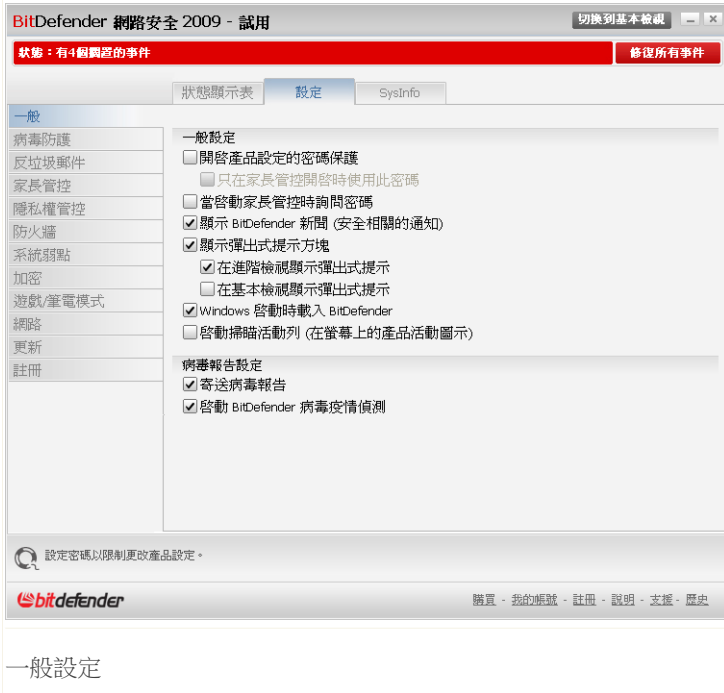 BitDefender 網路安全 2009 - 試用
切換到基本檢視
狀態：有4個擱置的事件
修復所有事件
狀態顯示表
設定
SysInfo
一般
病毒防護
反垃圾郵件
家長管控
隱私權管控
防火牆
系統弱點
加密
遊戲/筆電模式
網路
更新
註冊
一般設定
開啓產品設定的密碼保護
只在家長管控開啓時使用此密碼
當啓動家長管控時詢問密碼
顯示 BitDefender 新聞 (安全相關的通知)
顯示彈出式提示方塊
在進階檢視顯示彈出式提示
在基本檢視顯示彈出式提示
Windows 啓動時載入 BitDefender
啓動掃瞄活動列 (在螢幕上的產品活動圖示)
病毒報告設定
寄送病毒報告
啓動 BitDefender 病毒疫情偵測
設定密碼以限制更改產品設定。
bitdefender
購買 - 我的帳號 - 註冊 - 說明 - 支援 - 歷史
一般設定